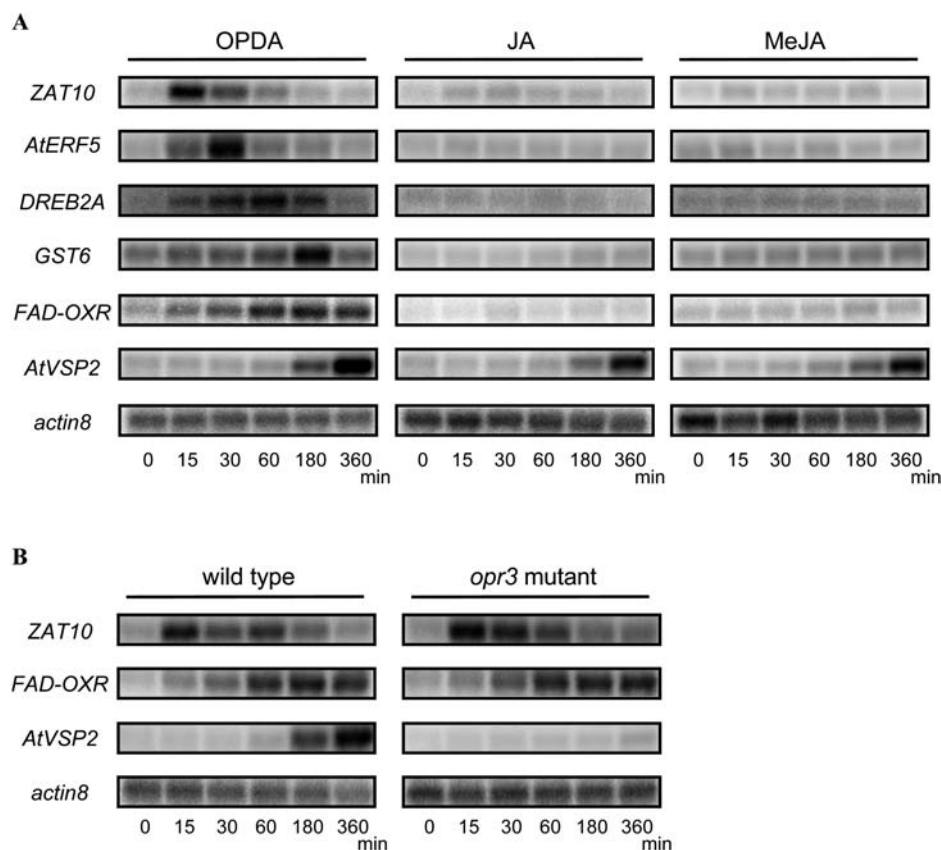 A
OPDA JA MeJA
ZAT10
AtERF5
DREB2A
GST6
FAD-OXR
AtVSP2
actin8
0 15 30 60 180 360 0 15 30 60 180 360 0 15 30 60 180 360
min min min
B
wild type opr3 mutant
ZAT10
FAD-OXR
AtVSP2
actin8
0 15 30 60 180 360 0 15 30 60 180 360
min min